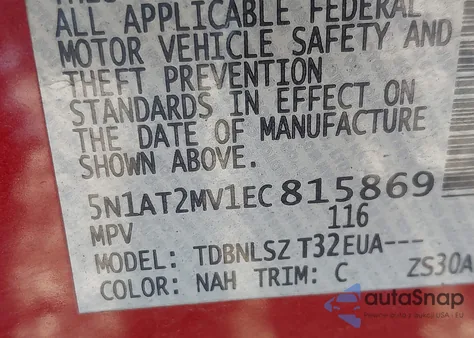 ALL APPLICABLE FEDERAL
MOTOR VEHICLE SAFETY AND
THEFT PREVENTION
STANDARDS IN EFFECT ON
THE DATE OF MANUFACTURE
SHOWN ABOVE.
5N1AT2MV1EC815869
MPV 116
MODEL: TDBNLSZ T32EUA---
COLOR: NAH TRIM: C ZS30A
autoSnap